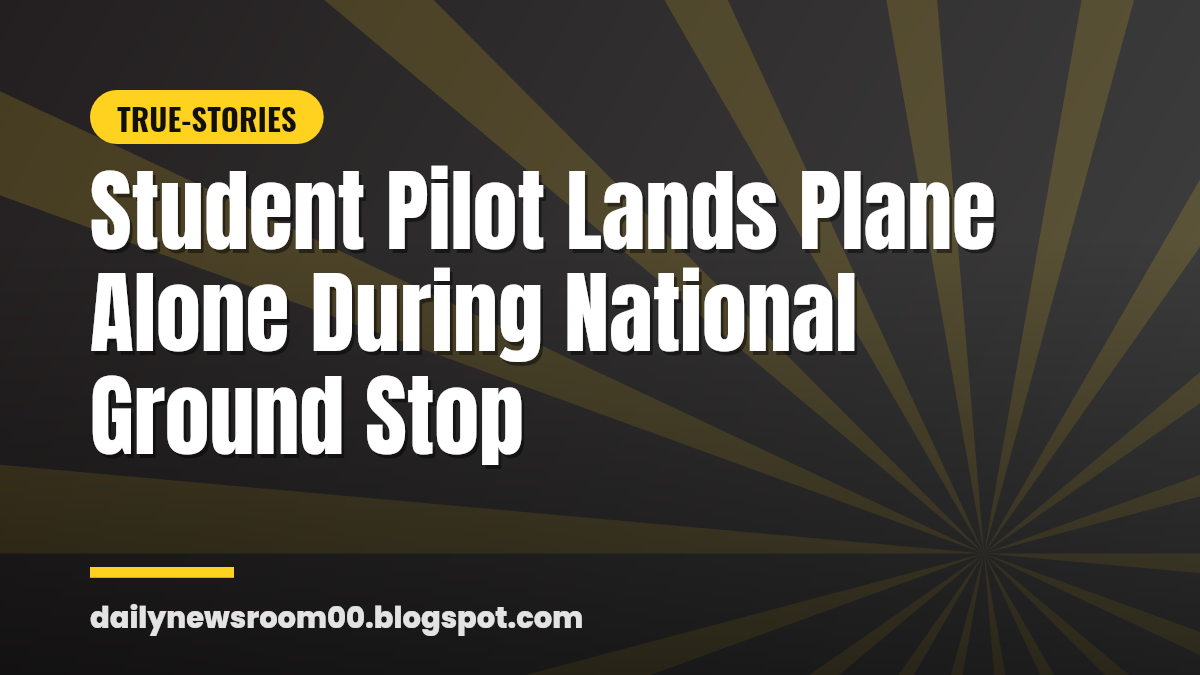 TRUE-STORIES
Student Pilot Lands Plane
Alone During National
Ground Stop
dailynewsroom00.blogspot.com